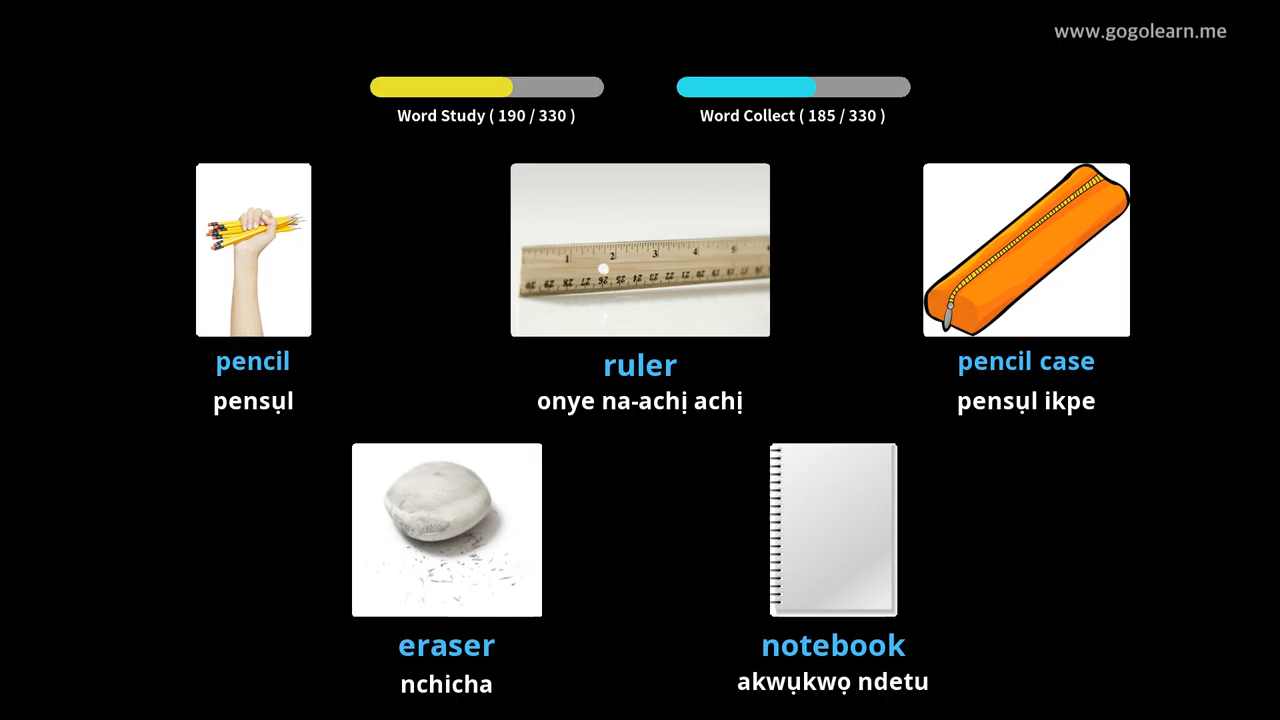 www.gogolearn.me
Word Study ( 190 / 330 )
Word Collect ( 185 / 330 )
pencil
pensụl
ruler
onye na-achị achị
pencil case
pensụl ikpe
eraser
nchicha
notebook
akwụkwọ ndetu